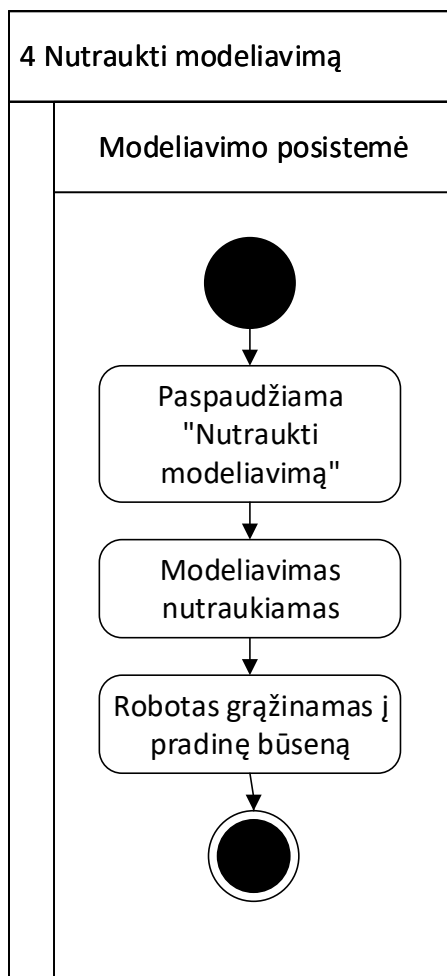 4 Nutraukti modeliavimą
Modeliavimo posistemė
Paspaudžiama
"Nutraukti
modeliavimą"
Modeliavimas
nutraukiamas
Robotas grąžinamas į
pradinę būseną